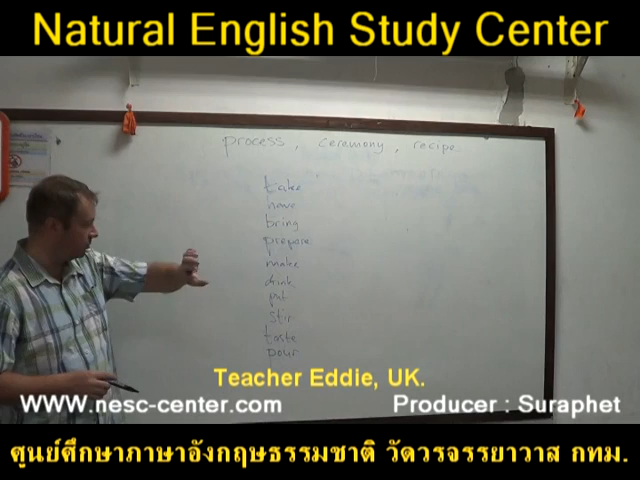 Natural English Study Center
process, ceremony, recipe
take
have
bring
prepare
make
drink
put
stir
taste
pour
Teacher Eddie, UK.
WWW.nesc-center.com
Producer : Suraphet
ศูนย์ศึกษาภาษาอังกฤษธรรมชาติ วัดวรจรรยาวาส กทม.